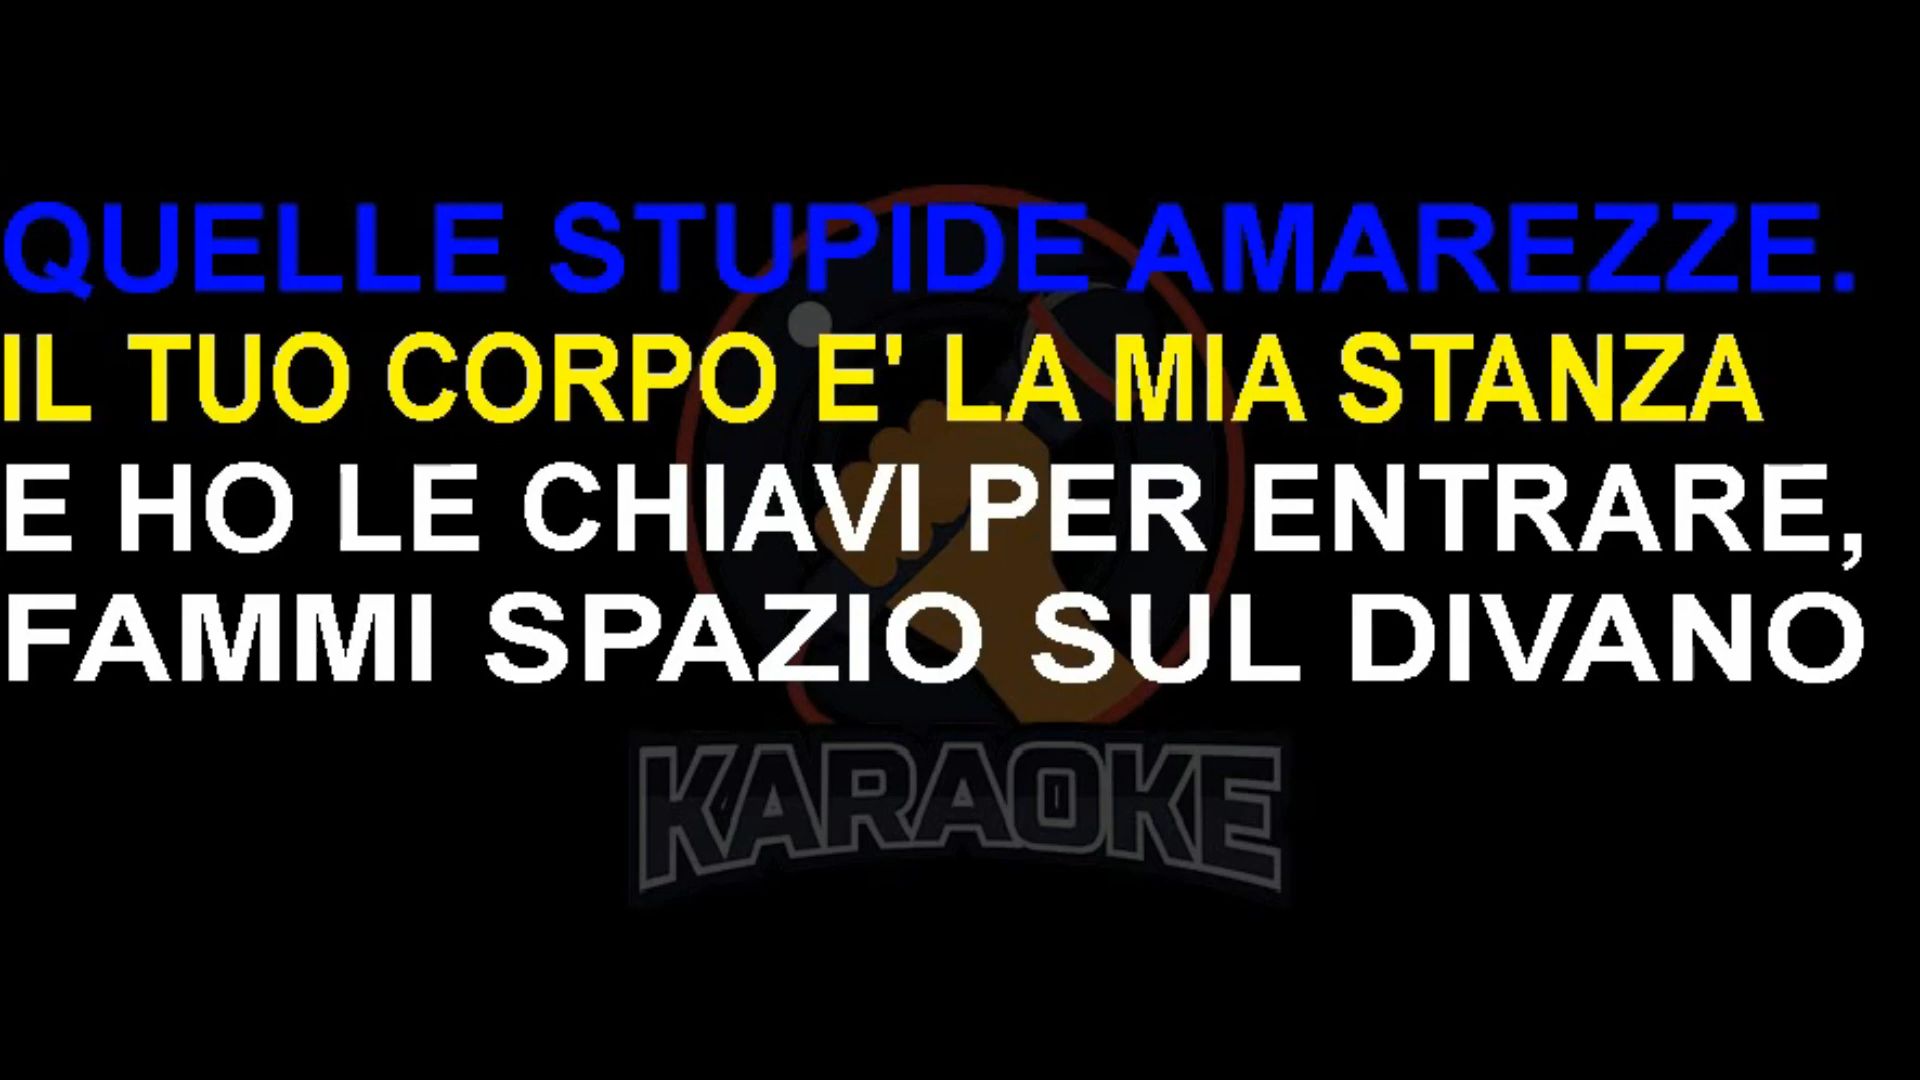 QUELLE STUPIDE AMAREZZE.
IL TUO CORPO E' LA MIA STANZA
E HO LE CHIAVI PER ENTRARE,
FAMMI SPAZIO SUL DIVANO
KARAOKE